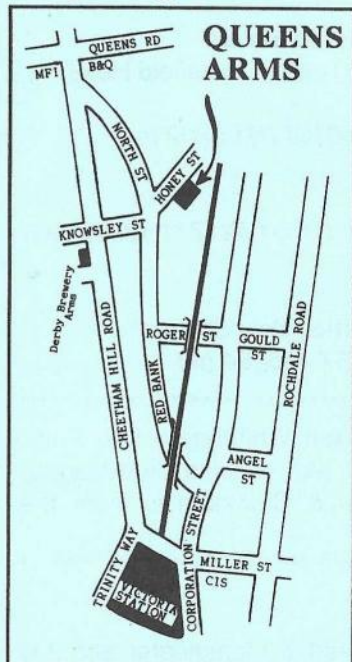 QUEENS
ARMS
QUEENS RD
MFI
B&Q
NORTH ST
HONEY ST
KNOWSLEY ST
Derby Brewery
Arms
CHEETHAM HILL ROAD
RED BANK
ROGER ST
GOULD
ST
ROCHDALE ROAD
ANGEL
ST
CORPORATION STREET
MILLER ST
CIS
TRINITY WAY
VICTORIA
STATION